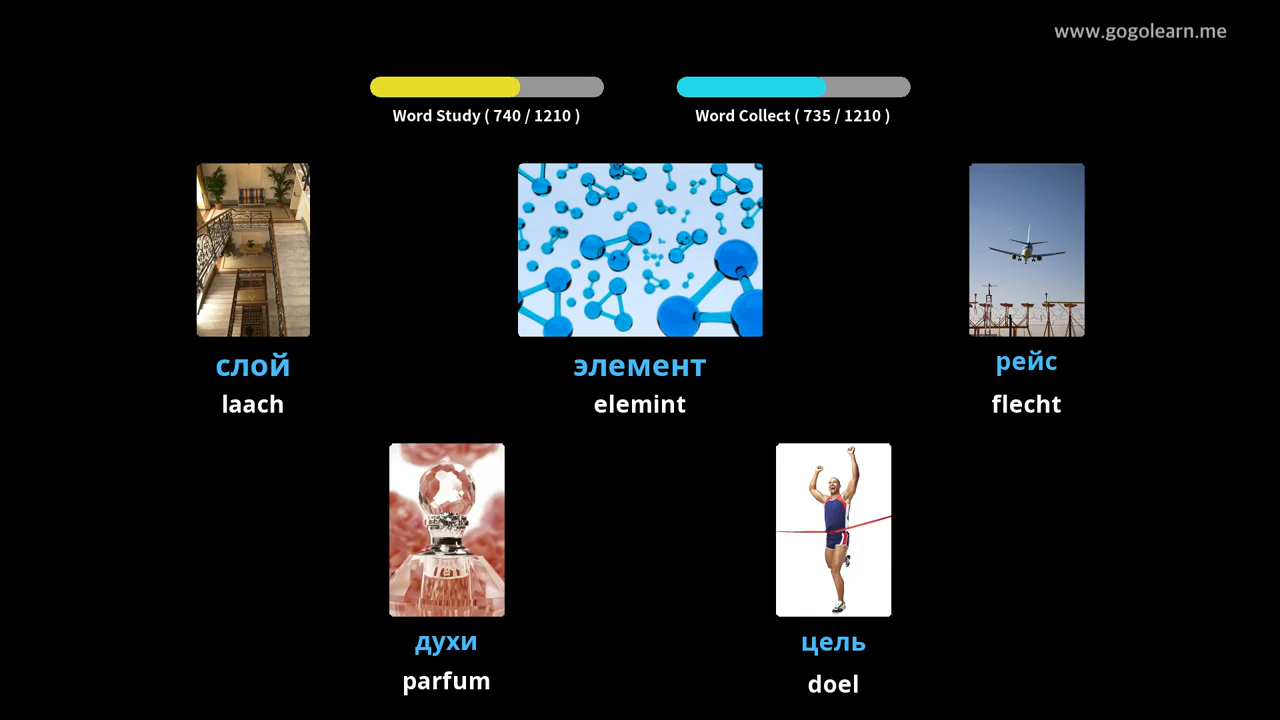 www.gogolearn.me
Word Study ( 740 / 1210 )
Word Collect ( 735 / 1210 )
слой
laach
элемент
elemint
рейс
flecht
духи
parfum
цель
doel